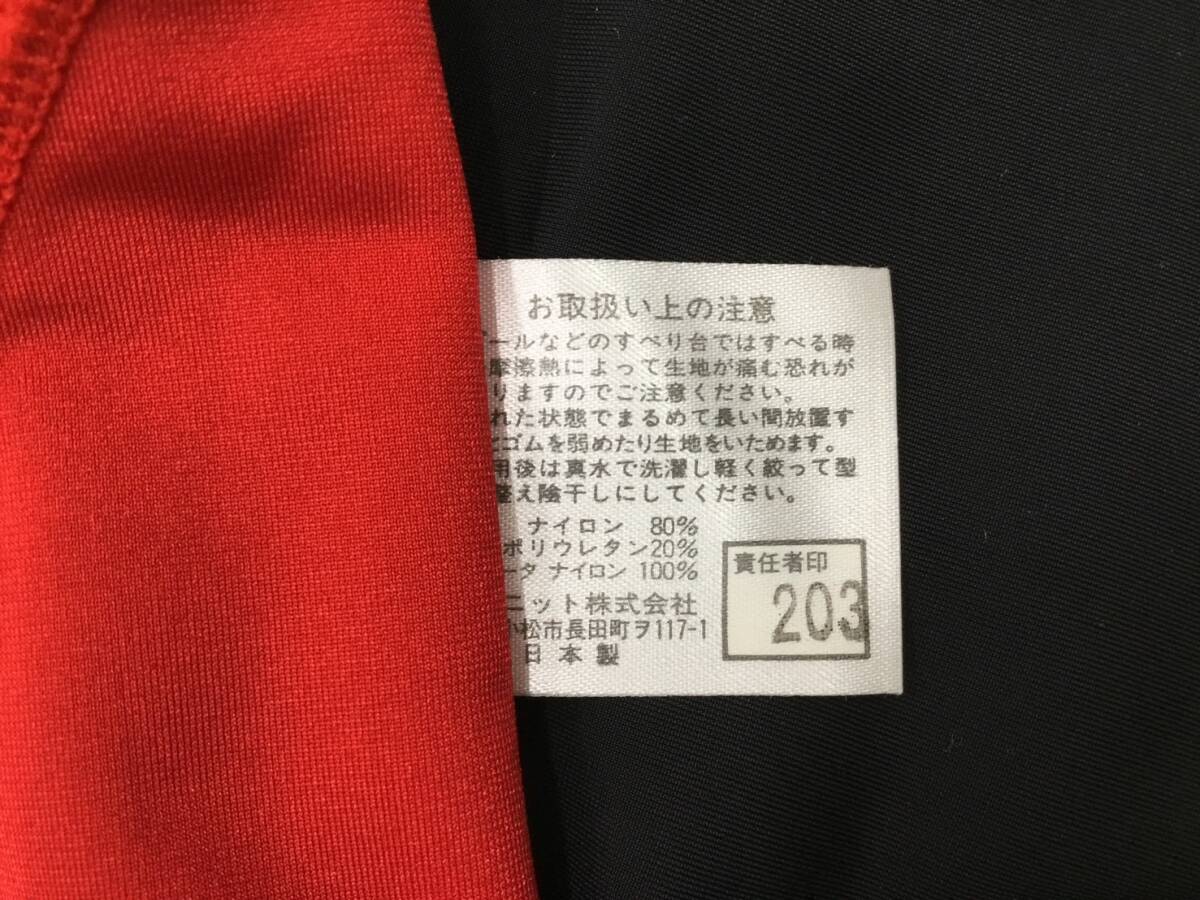 お取扱い上の注意
ールなどのすべり台ではすべる時
摩擦熱によって生地が痛む恐れが
りますのでご注意ください。
れた状態でまるめて長い間放置す
とゴムを弱めたり生地をいためます。
用後は真水で洗濯し軽く絞って型
整え陰干しにしてください。
ナイロン 80%
ポリウレタン20%
ータ ナイロン 100%
ニット株式会社
小松市長田町ヲ117-1
日本製
責任者印
203